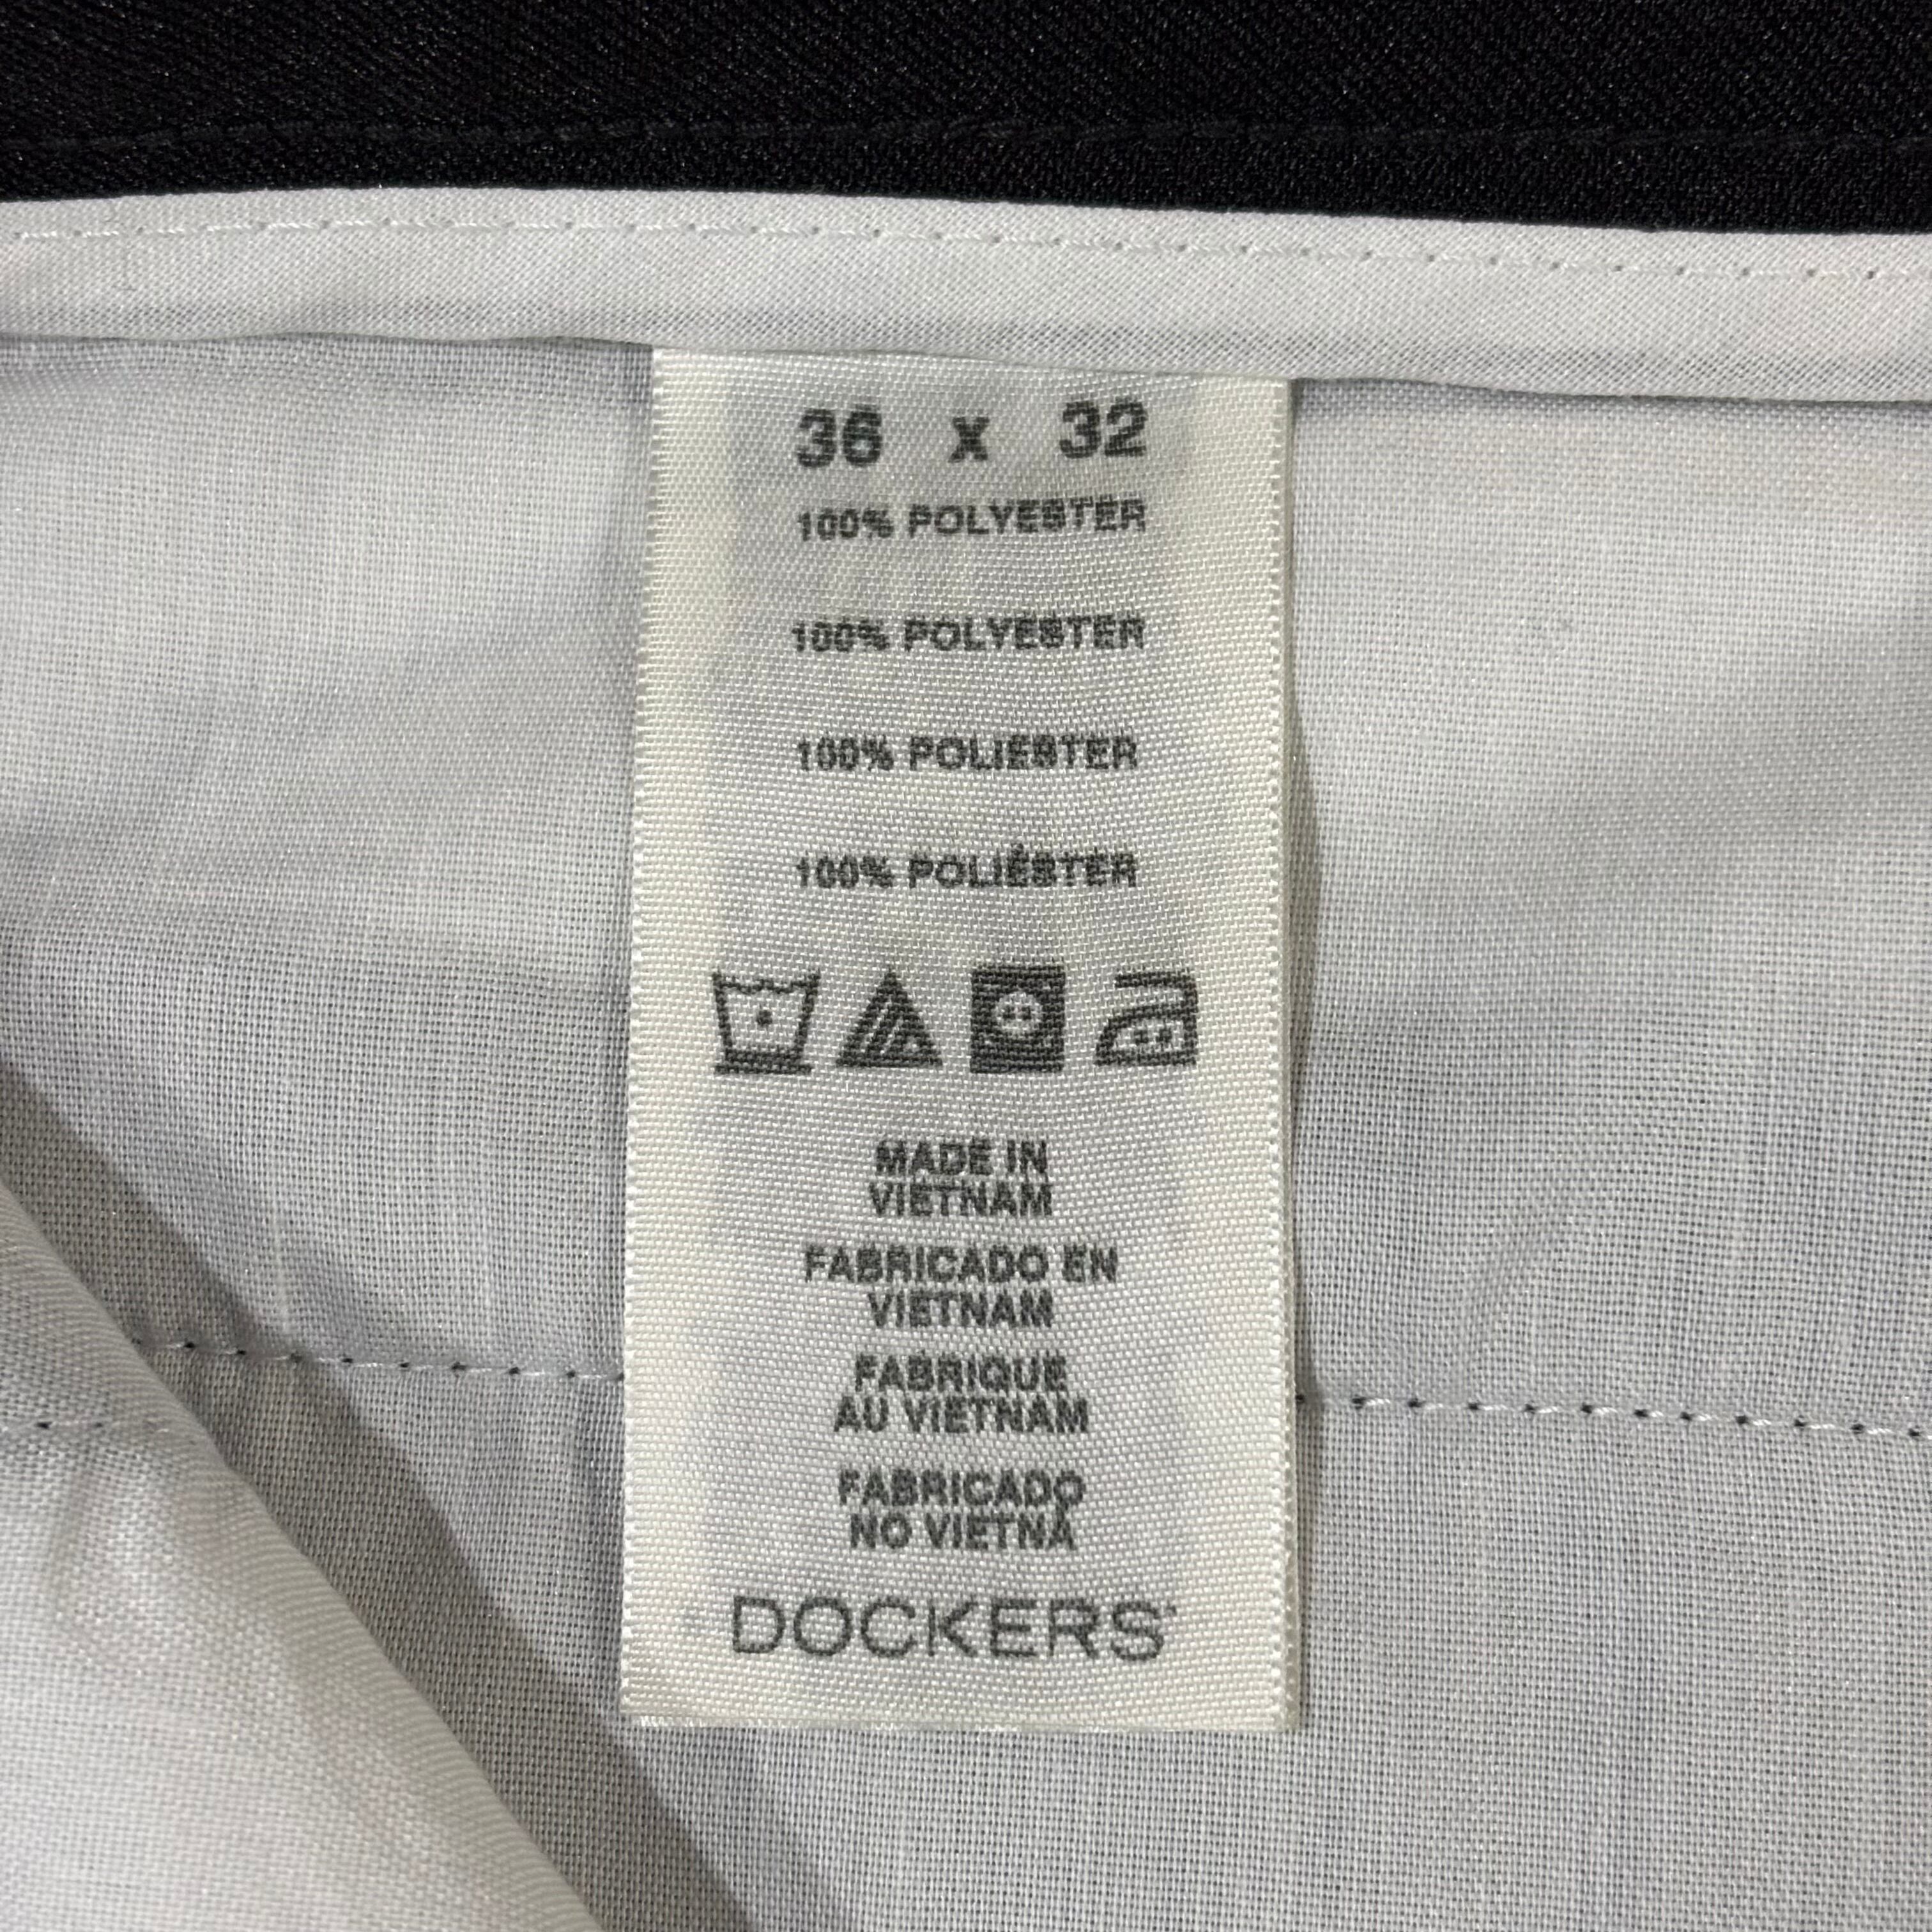 36 x 32
100% POLYESTER
100% POLYESTER
100% POLIESTER
100% POLIÉSTER
MADE IN
VIETNAM
FABRICADO EN
VIETNAM
FABRIQUE
AU VIETNAM
FABRICADO
NO VIETNÃ
DOCKERS